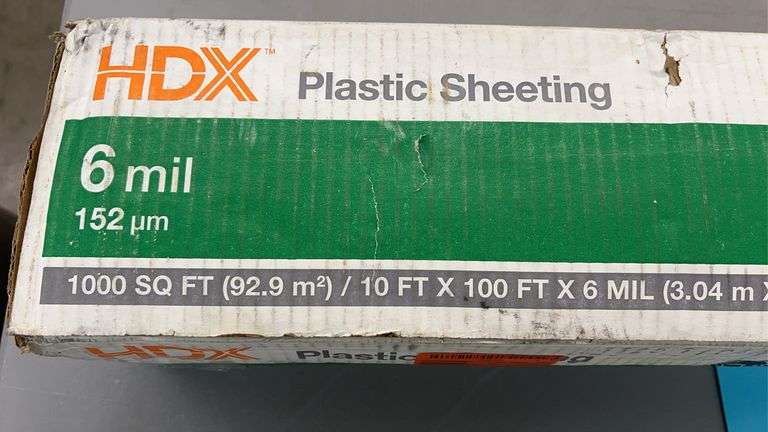 HDX™ Plastic Sheeting
6 mil
152 µm
1000 SQ FT (92.9 m²) / 10 FT X 100 FT X 6 MIL (3.04 m X
HDX Plastic